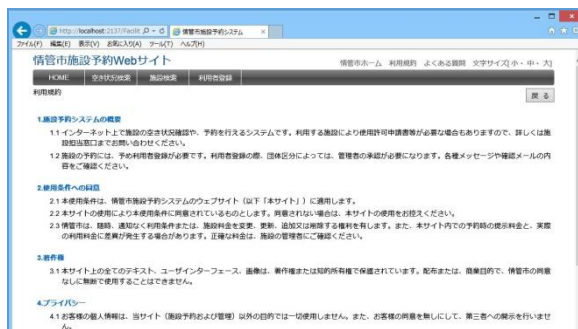 http://localhost:2137/Facilit
情管市施設予約システム
ファイル(F) 編集(E) 表示(V) お気に入り(A) ツール(T) ヘルプ(H)
情管市施設予約Webサイト
情管市ホーム 利用規約 よくある質問 文字サイズ[ 小・ 中・ 大]
HOME 空き状況検索 施設検索 利用者登録
利用規約
戻 る
1.施設予約システムの概要
1.1 インターネット上で施設の空き状況確認や、予約を行えるシステムです。利用する施設により使用許可申請書等が必要な場合もありますので、詳しくは施
設担当窓口までお問い合わせください。
1.2 施設の予約には、予め利用者登録が必要です。利用者登録の際、団体区分によっては、管理者の承認が必要になります。各種メッセージや確認メールの内
容をご確認ください。
2.使用条件への同意
2.1 本使用条件は、情管市施設予約システムのウェブサイト（以下「本サイト」）に適用します。
2.2 本サイトの使用により本使用条件に同意されているものとします。同意されない場合は、本サイトの使用をお控えください。
2.3 情管市は、随時、通知なく利用条件または、施設料金を変更、更新、追加又は削除する権利を有します。また、本サイト内での予約時の提示料金と、実際
の利用料金に差異が発生する場合があります。正確な料金は、施設の管理者にご確認ください。
3.著作権
3.1 本サイト上の全てのテキスト、ユーザインターフェース、画像は、著作権または知的所有権で保護されています。配布または、商業目的で、情管市の同意
なしに無断で使用することはできません。
4.プライバシー
4.1 お客様の個人情報は、当サイト（施設予約および管理）以外の目的では一切使用しません。また、お客様の同意を無しにして、第三者への開示を行いませ
ん。